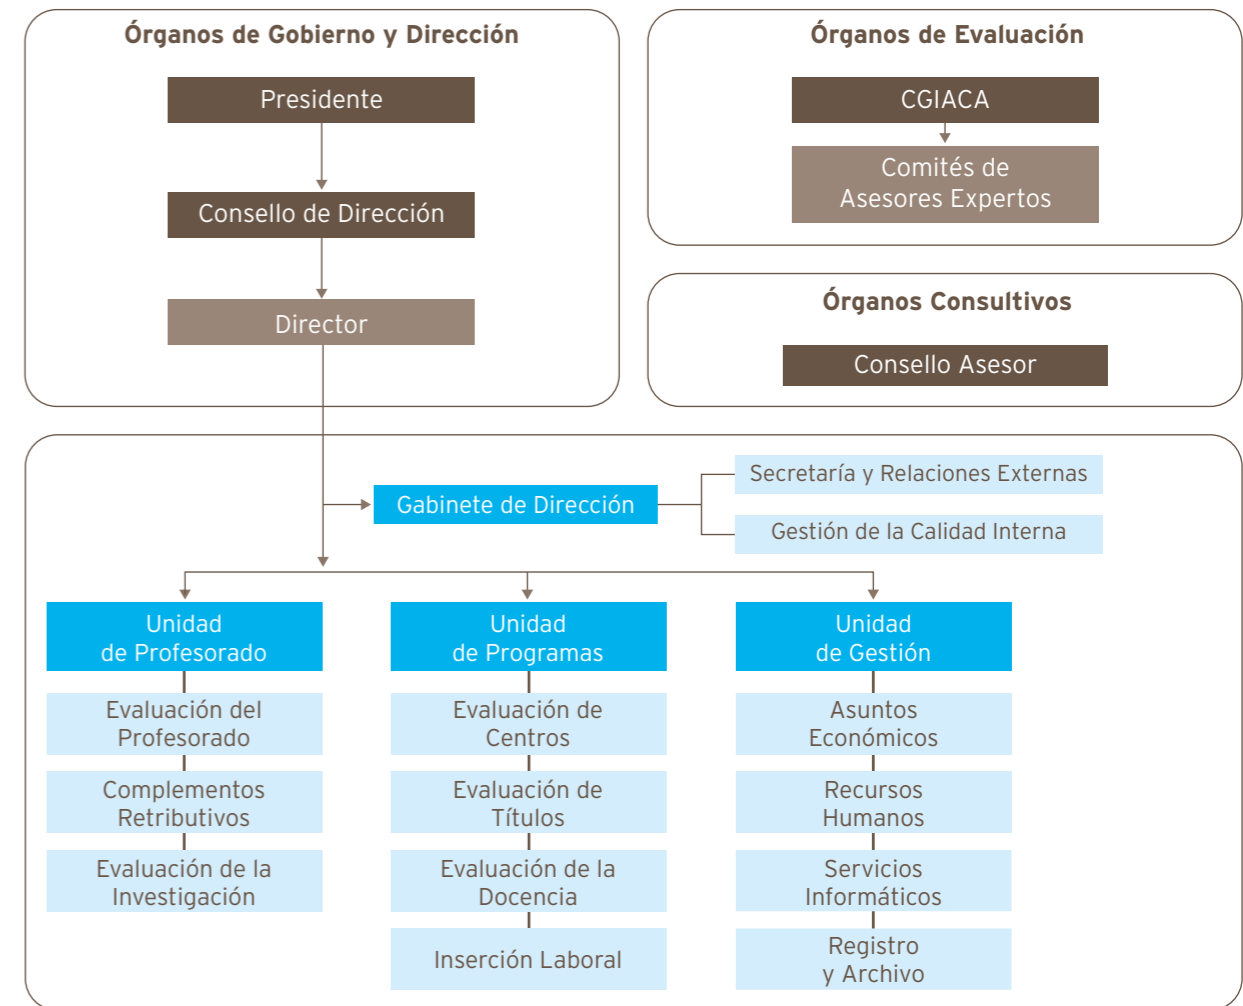 Órganos de Gobierno y Dirección
Presidente
Consello de Dirección
Director
Órganos de Evaluación
CGIACA
Comités de
Asesores Expertos
Órganos Consultivos
Consello Asesor
Gabinete de Dirección
Secretaría y Relaciones Externas
Gestión de la Calidad Interna
Unidad
de Profesorado
Evaluación del
Profesorado
Complementos
Retributivos
Evaluación de la
Investigación
Unidad
de Programas
Evaluación de
Centros
Evaluación de
Títulos
Evaluación de la
Docencia
Inserción Laboral
Unidad
de Gestión
Asuntos
Económicos
Recursos
Humanos
Servicios
Informáticos
Registro
y Archivo